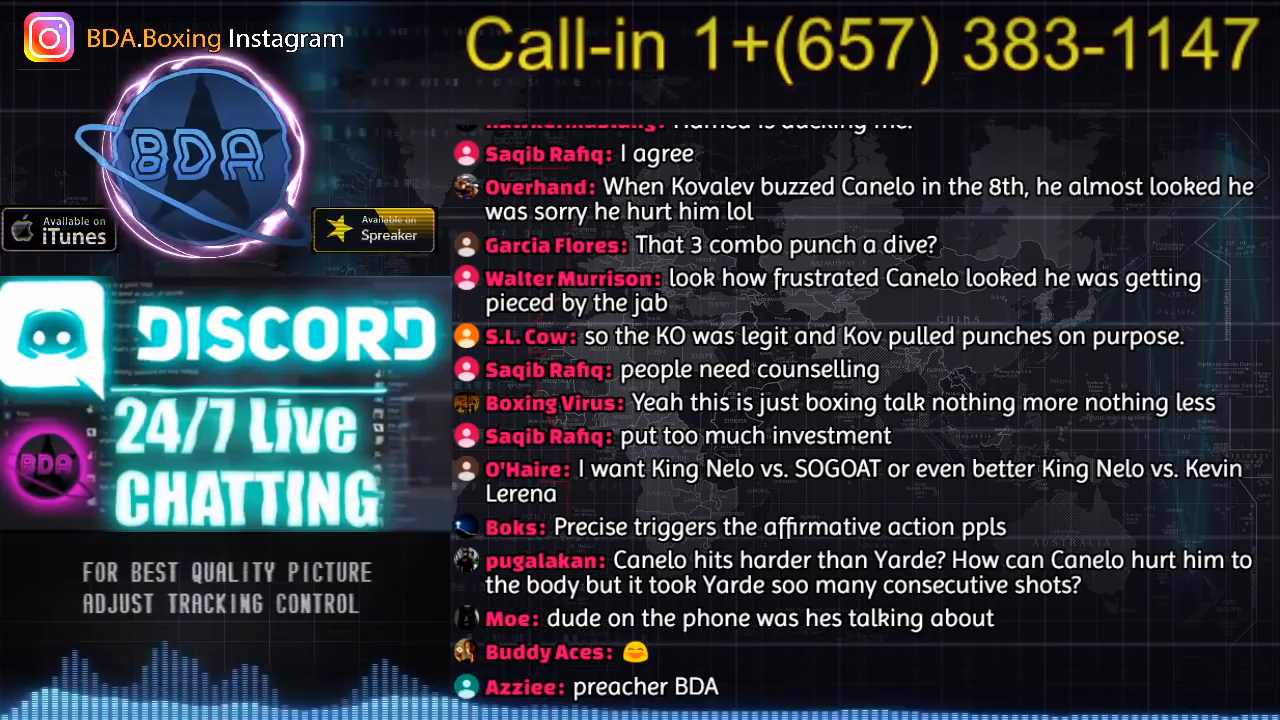 BDA.Boxing Instagram
Call-in 1+(657) 383-1147
BDA
Available on
iTunes
Available on
Spreaker
DISCORD
24/7 Live
CHATTING
BDA
FOR BEST QUALITY PICTURE
ADJUST TRACKING CONTROL
Saqib Rafiq: I agree
Overhand: When Kovalev buzzed Canelo in the 8th, he almost looked he
was sorry he hurt him lol
Garcia Flores: That 3 combo punch a dive?
Walter Murrison: look how frustrated Canelo looked he was getting
pieced by the jab
S.L. Cow: so the KO was legit and Kov pulled punches on purpose.
Saqib Rafiq: people need counselling
Boxing Virus: Yeah this is just boxing talk nothing more nothing less
Saqib Rafiq: put too much investment
O'Haire: I want King Nelo vs. SOGOAT or even better King Nelo vs. Kevin
Lerena
Boks: Precise triggers the affirmative action ppls
pugalakan: Canelo hits harder than Yarde? How can Canelo hurt him to
the body but it took Yarde soo many consecutive shots?
Moe: dude on the phone was hes talking about
Buddy Aces: 😊
Azziee: preacher BDA
CHINA
AUSTRALIA